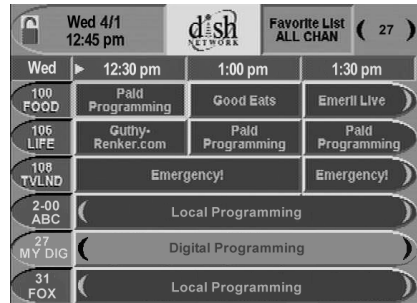 Wed 4/1
12:45 pm
dish
NETWORK
Favorite List
ALL CHAN
27
Wed
12:30 pm
1:00 pm
1:30 pm
100
FOOD
Paid
Programming
Good Eats
Emeril Live
106
LIFE
Guthy-
Renker.com
Paid
Programming
Paid
Programming
108
TVLND
Emergency!
Emergency!
2-00
ABC
Local Programming
27
MY DIG
Digital Programming
31
FOX
Local Programming